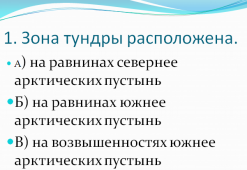 1. Зона тундры расположена.
А) на равнинах севернее
арктических пустынь
Б) на равнинах южнее
арктических пустынь
В) на возвышенностях южнее
арктических пустынь